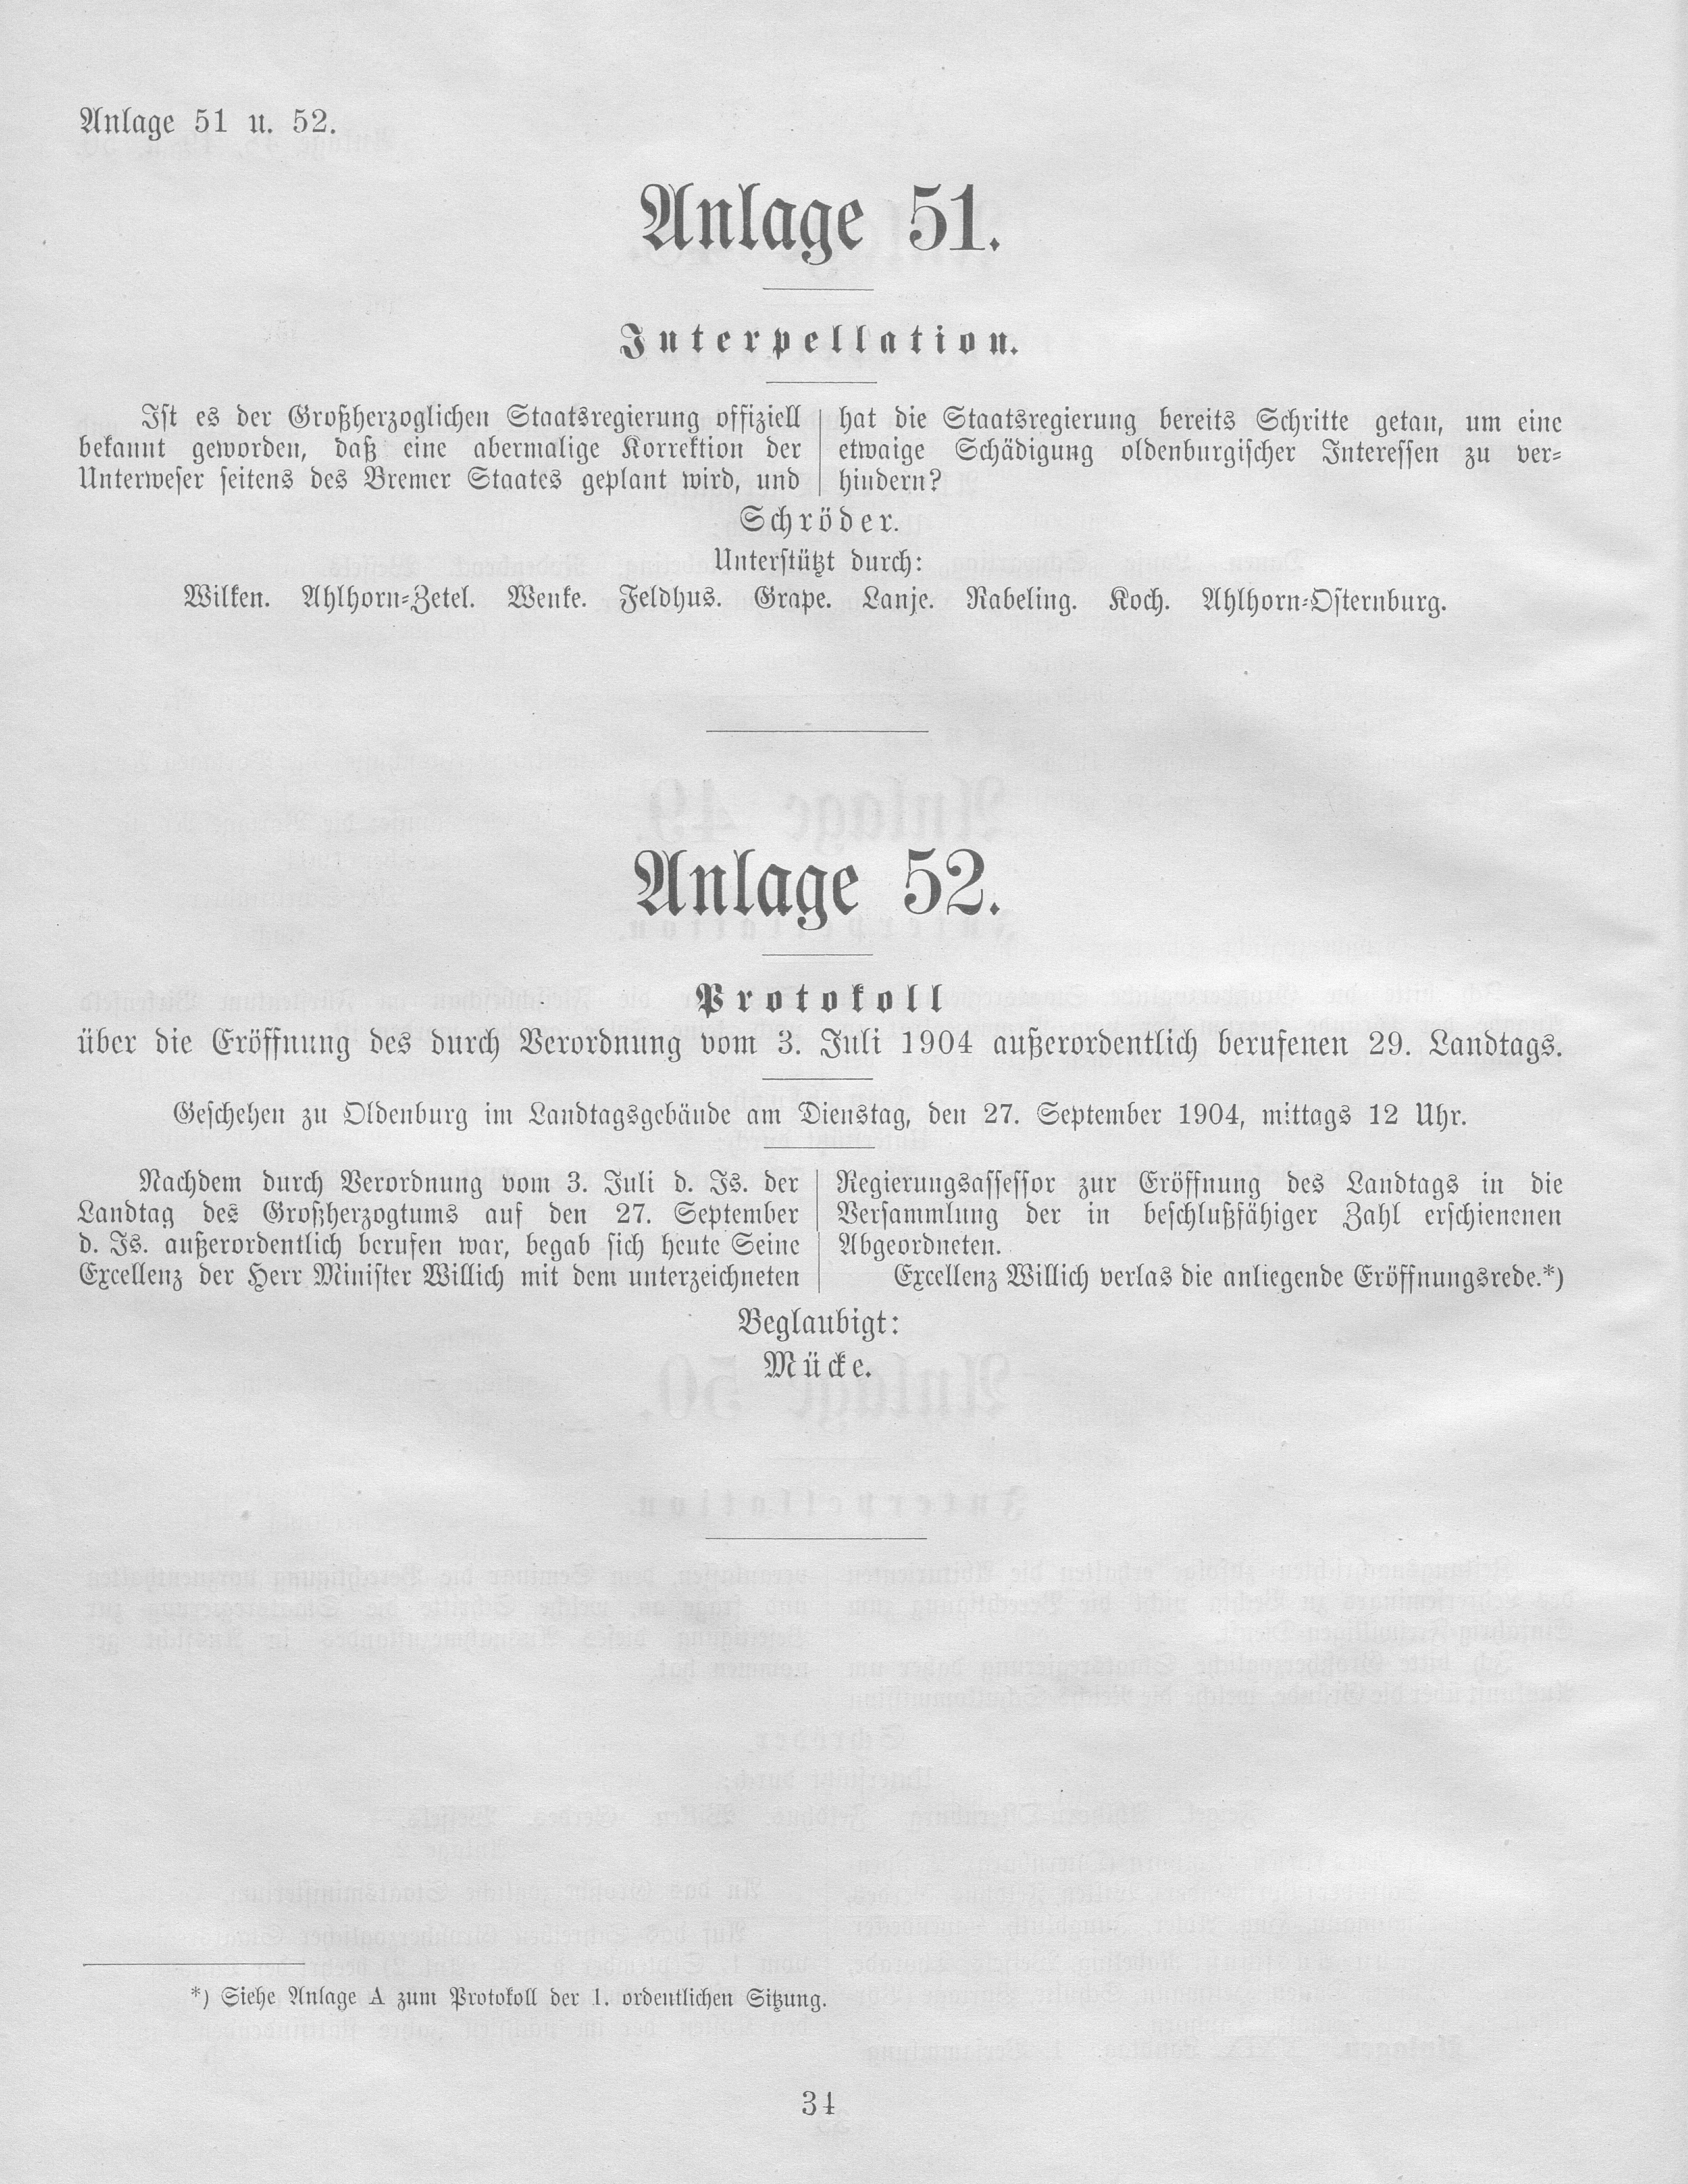 Anlage 51 u. 52.
Anlage 51.
Interpellation.
Ist es der Großherzoglichen Staatsregierung offiziell
bekannt geworden, daß eine abermalige Korrektion der
Unterweser seitens des Bremer Staates geplant wird, und
hat die Staatsregierung bereits Schritte getan, um eine
etwaige Schädigung oldenburgischer Interessen zu ver-
hindern?
Schröder.
Unterstützt durch:
Wilken. Ahlhorn-Zetel. Wenke. Feldhus. Grape. Lanje. Rabeling. Koch. Ahlhorn-Osternburg.
Anlage 52.
Protokoll
über die Eröffnung des durch Verordnung vom 3. Juli 1904 außerordentlich berufenen 29. Landtags.
Geschehen zu Oldenburg im Landtagsgebäude am Dienstag, den 27. September 1904, mittags 12 Uhr.
Nachdem durch Verordnung vom 3. Juli d. Js. der
Landtag des Großherzogtums auf den 27. September
d. Js. außerordentlich berufen war, begab sich heute Seine
Excellenz der Herr Minister Willich mit dem unterzeichneten
Regierungsassessor zur Eröffnung des Landtags in die
Versammlung der in beschlußfähiger Zahl erschienenen
Abgeordneten.
Excellenz Willich verlas die anliegende Eröffnungsrede.*)
Beglaubigt:
Mücke.
*) Siehe Anlage A zum Protokoll der 1. ordentlichen Sitzung.
34